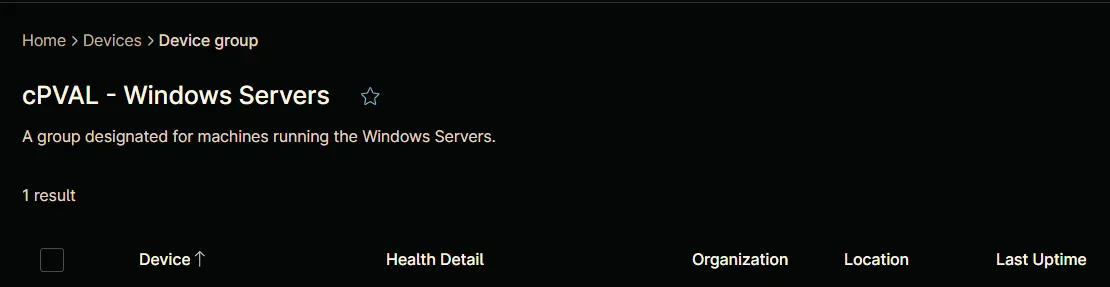 Home > Devices > Device group
cPVAL - Windows Servers
A group designated for machines running the Windows Servers.
1 result
Device ↑ Health Detail Organization Location Last Uptime